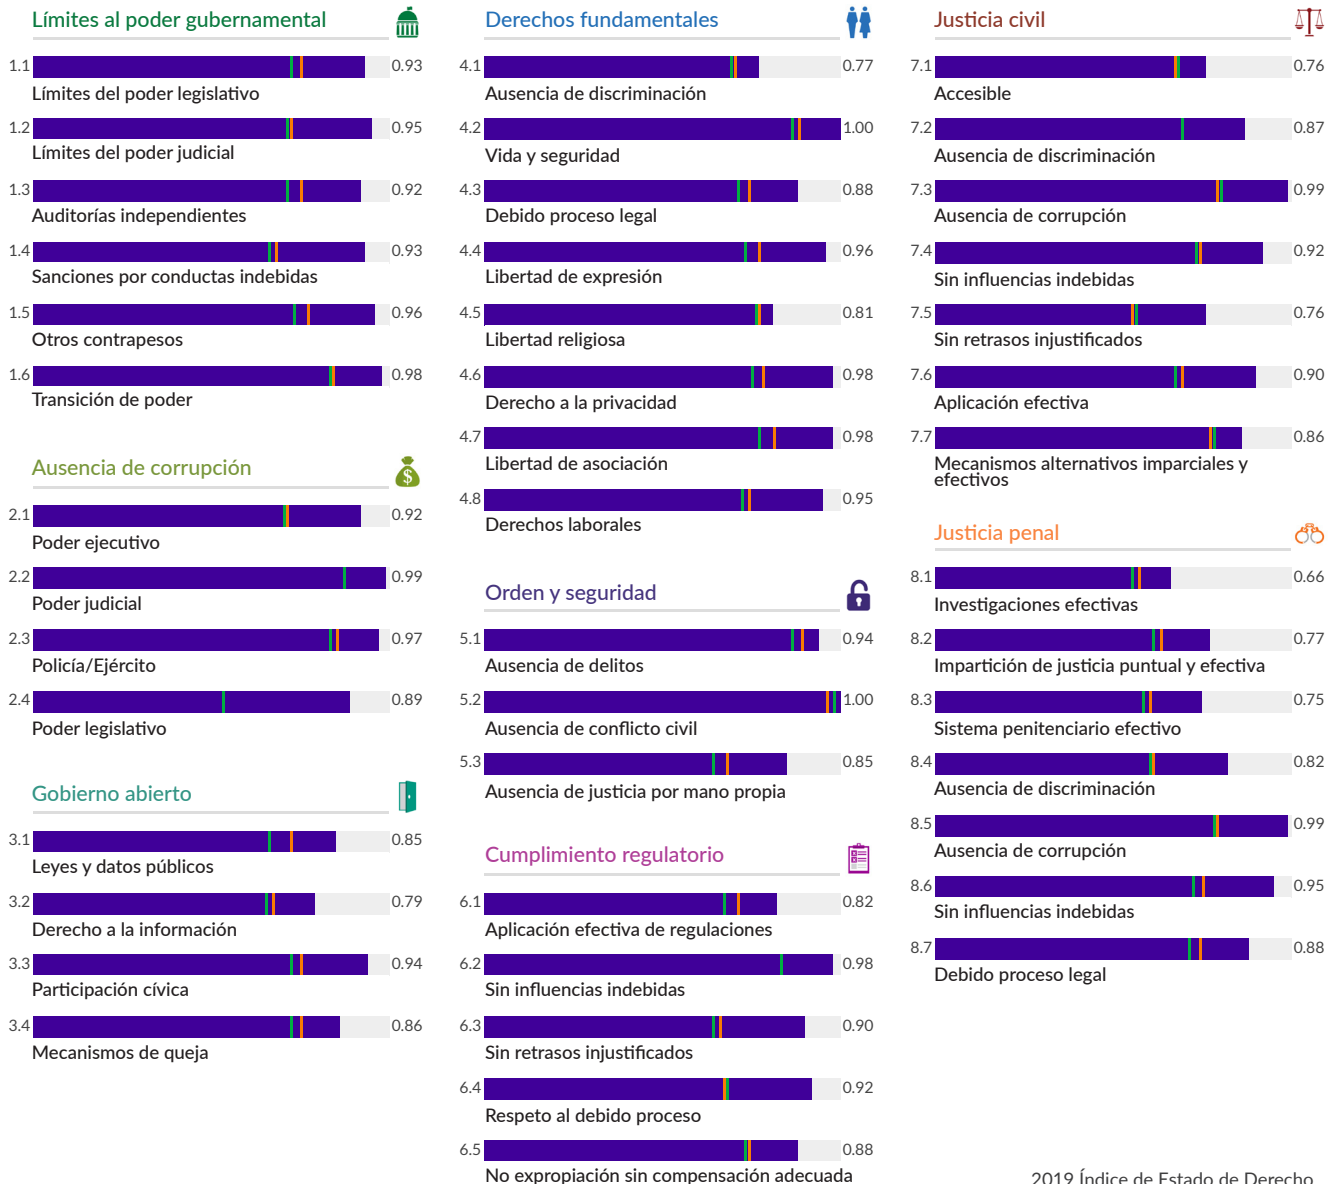 Límites al poder gubernamental
1.1 0.93
Límites del poder legislativo
1.2 0.95
Límites del poder judicial
1.3 0.92
Auditorías independientes
1.4 0.93
Sanciones por conductas indebidas
1.5 0.96
Otros contrapesos
1.6 0.98
Transición de poder
Ausencia de corrupción
$
2.1 0.92
Poder ejecutivo
2.2 0.99
Poder judicial
2.3 0.97
Policía/Ejército
2.4 0.89
Poder legislativo
Gobierno abierto
3.1 0.85
Leyes y datos públicos
3.2 0.79
Derecho a la información
3.3 0.94
Participación cívica
3.4 0.86
Mecanismos de queja
Derechos fundamentales
4.1 0.77
Ausencia de discriminación
4.2 1.00
Vida y seguridad
4.3 0.88
Debido proceso legal
4.4 0.96
Libertad de expresión
4.5 0.81
Libertad religiosa
4.6 0.98
Derecho a la privacidad
4.7 0.98
Libertad de asociación
4.8 0.95
Derechos laborales
Orden y seguridad
5.1 0.94
Ausencia de delitos
5.2 1.00
Ausencia de conflicto civil
5.3 0.85
Ausencia de justicia por mano propia
Cumplimiento regulatorio
6.1 0.82
Aplicación efectiva de regulaciones
6.2 0.98
Sin influencias indebidas
6.3 0.90
Sin retrasos injustificados
6.4 0.92
Respeto al debido proceso
6.5 0.88
No expropiación sin compensación adecuada
Justicia civil
7.1 0.76
Accesible
7.2 0.87
Ausencia de discriminación
7.3 0.99
Ausencia de corrupción
7.4 0.92
Sin influencias indebidas
7.5 0.76
Sin retrasos injustificados
7.6 0.90
Aplicación efectiva
7.7 0.86
Mecanismos alternativos imparciales y
efectivos
Justicia penal
8.1 0.66
Investigaciones efectivas
8.2 0.77
Impartición de justicia puntual y efectiva
8.3 0.75
Sistema penitenciario efectivo
8.4 0.82
Ausencia de discriminación
8.5 0.99
Ausencia de corrupción
8.6 0.95
Sin influencias indebidas
8.7 0.88
Debido proceso legal
2019 Índice de Estado de Derecho